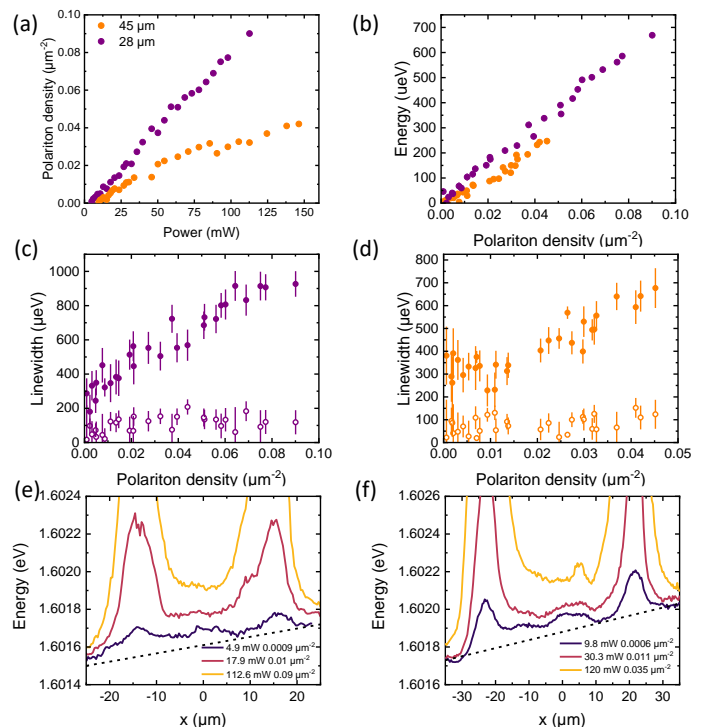 (a)
45 μm
28 μm
0.10
0.08
0.06
0.04
0.02
0.00
Polariton density (μm⁻²)
0 25 50 75 100 125 150
Power (mW)
(b)
700
600
500
400
300
200
100
0
Energy (ueV)
0.00 0.02 0.04 0.06 0.08 0.10
Polariton density (μm⁻²)
(c)
1000
800
600
400
200
0
Linewidth (μeV)
0.00 0.02 0.04 0.06 0.08 0.10
Polariton density (μm⁻²)
(d)
800
700
600
500
400
300
200
100
0
Linewidth (μeV)
0.00 0.01 0.02 0.03 0.04 0.05
Polariton density (μm⁻²)
(e)
1.6024
1.6022
1.6020
1.6018
1.6016
1.6014
Energy (eV)
4.9 mW 0.0009 μm⁻²
17.9 mW 0.01 μm⁻²
112.6 mW 0.09 μm⁻²
-20 -10 0 10 20
x (μm)
(f)
1.6026
1.6024
1.6022
1.6020
1.6018
1.6016
Energy (eV)
9.8 mW 0.0006 μm⁻²
30.3 mW 0.011 μm⁻²
120 mW 0.035 μm⁻²
-30 -20 -10 0 10 20 30
x (μm)